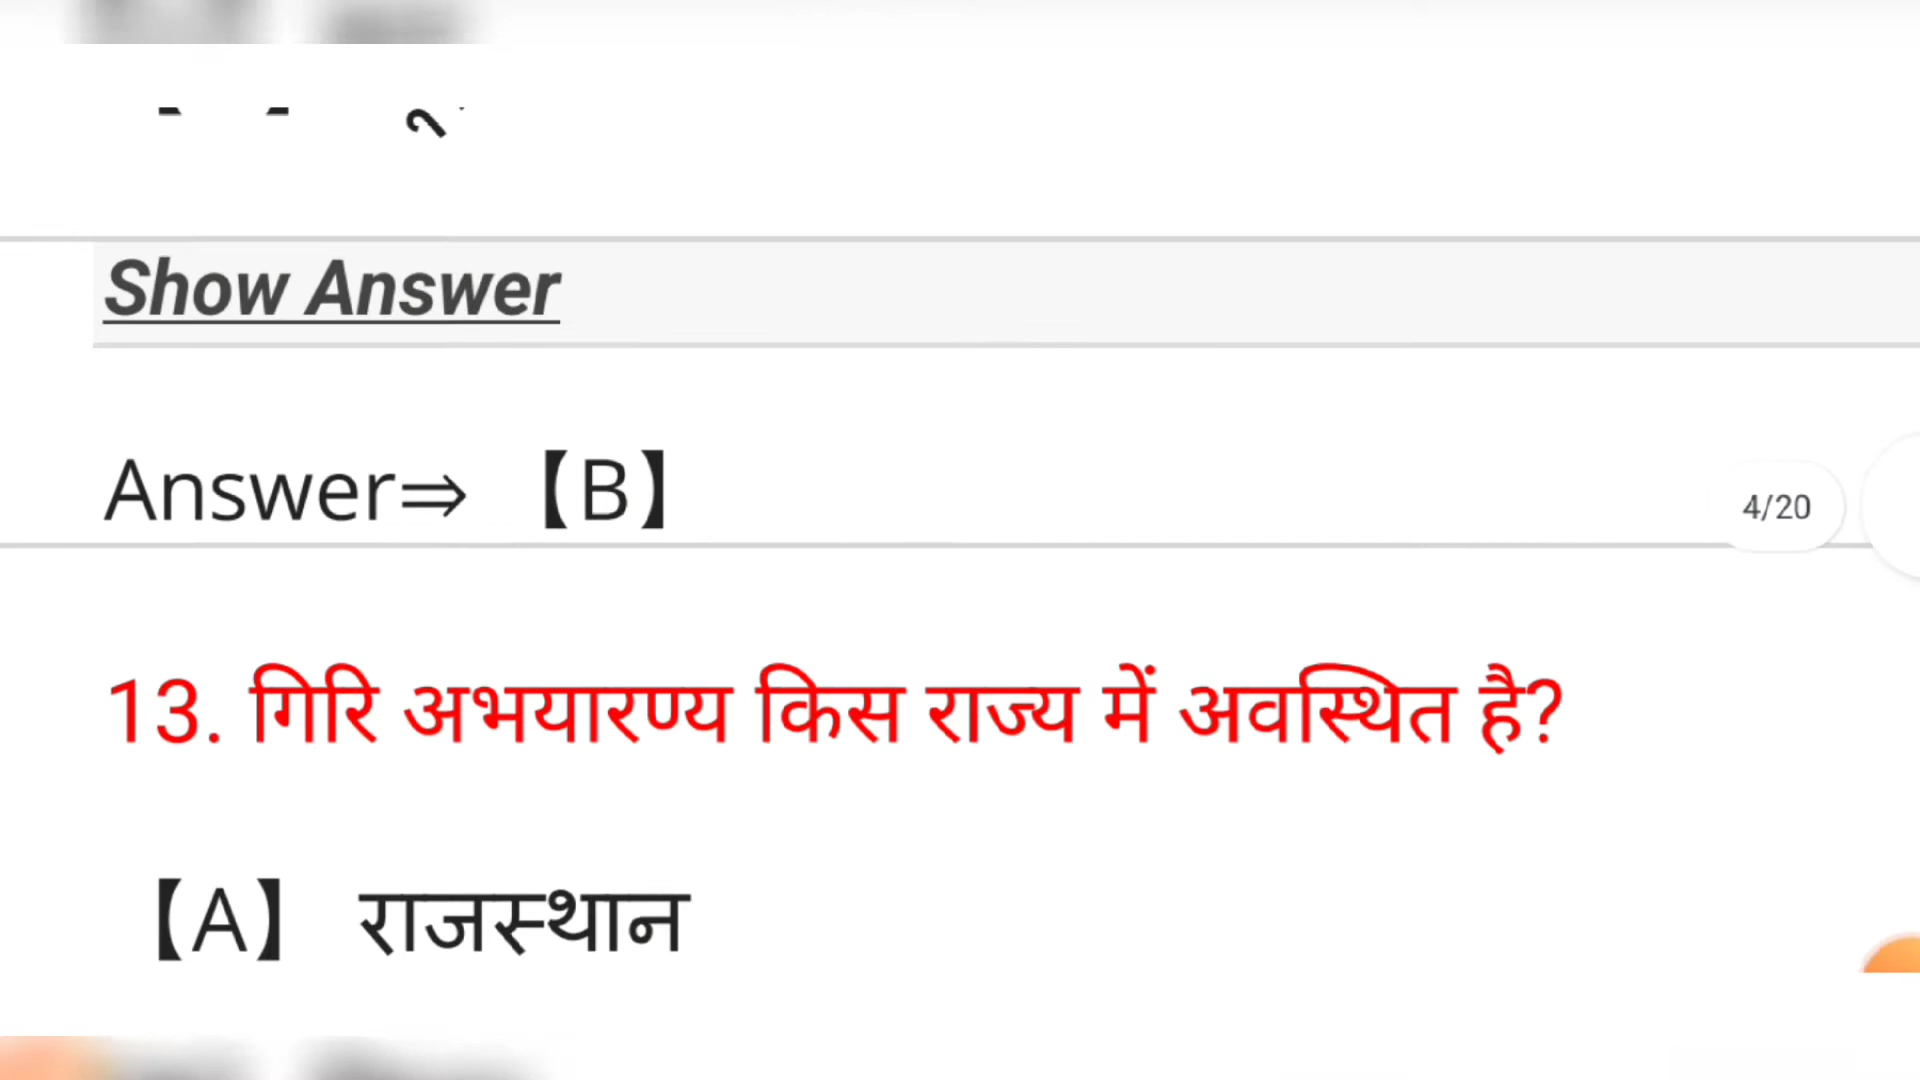 Show Answer
Answer⇒ 【B】
4/20
13. गिरि अभयारण्य किस राज्य में अवस्थित है?
【A】 राजस्थान